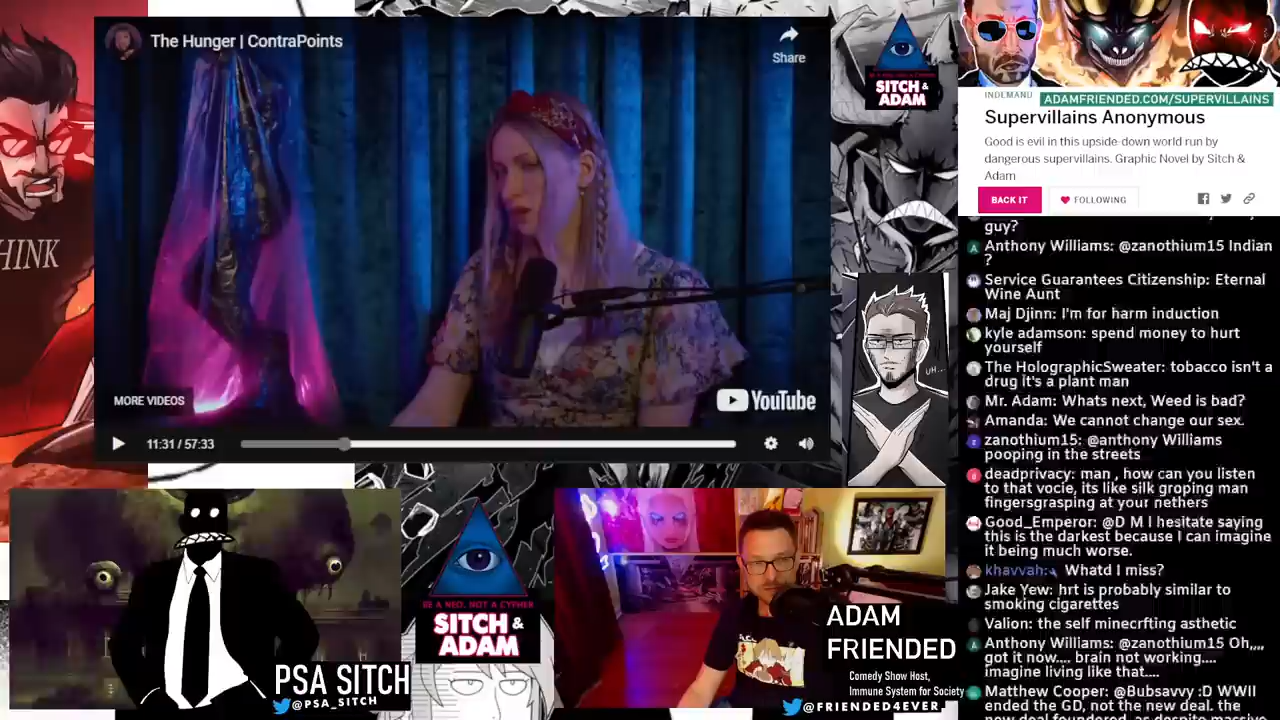 The Hunger | ContraPoints
Share
MORE VIDEOS
YouTube
11:31 / 57:33
HINK
BE A NEO, NOT A CYPHER
SITCH &
ADAM
UH...
INDEMAND
ADAMFRIENDED.COM/SUPERVILLAINS
Supervillains Anonymous
Good is evil in this upside-down world run by
dangerous supervillains. Graphic Novel by Sitch &
Adam
BACK IT
FOLLOWING
guy?
Anthony Williams: @zanothium15 Indian
?
Service Guarantees Citizenship: Eternal
Wine Aunt
Maj Djinn: I'm for harm induction
kyle adamson: spend money to hurt
yourself
The HolographicSweater: tobacco isn't a
drug it's a plant man
Mr. Adam: Whats next, Weed is bad?
Amanda: We cannot change our sex.
zanothium15: @anthony Williams
pooping in the streets
deadprivacy: man , how can you listen
to that vocie, its like silk groping man
fingersgrasping at your nethers
Good_Emperor: @D M I hesitate saying
this is the darkest because I can imagine
it being much worse.
khavvah: Whatd I miss?
Jake Yew: hrt is probably similar to
smoking cigarettes
Valion: the self minecrfting asthetic
Anthony Williams: @zanothium15 Oh,,,,
got it now.... brain not working....
imagine living like that....
Matthew Cooper: @Bubsavvy :D WWII
ended the GD, not the new deal. the
PSA SITCH
@PSA_SITCH
BE A NEO, NOT A CYPHER
SITCH &
ADAM
ADAM
FRIENDED
Comedy Show Host,
Immune System for Society
@FRIENDED4EVER